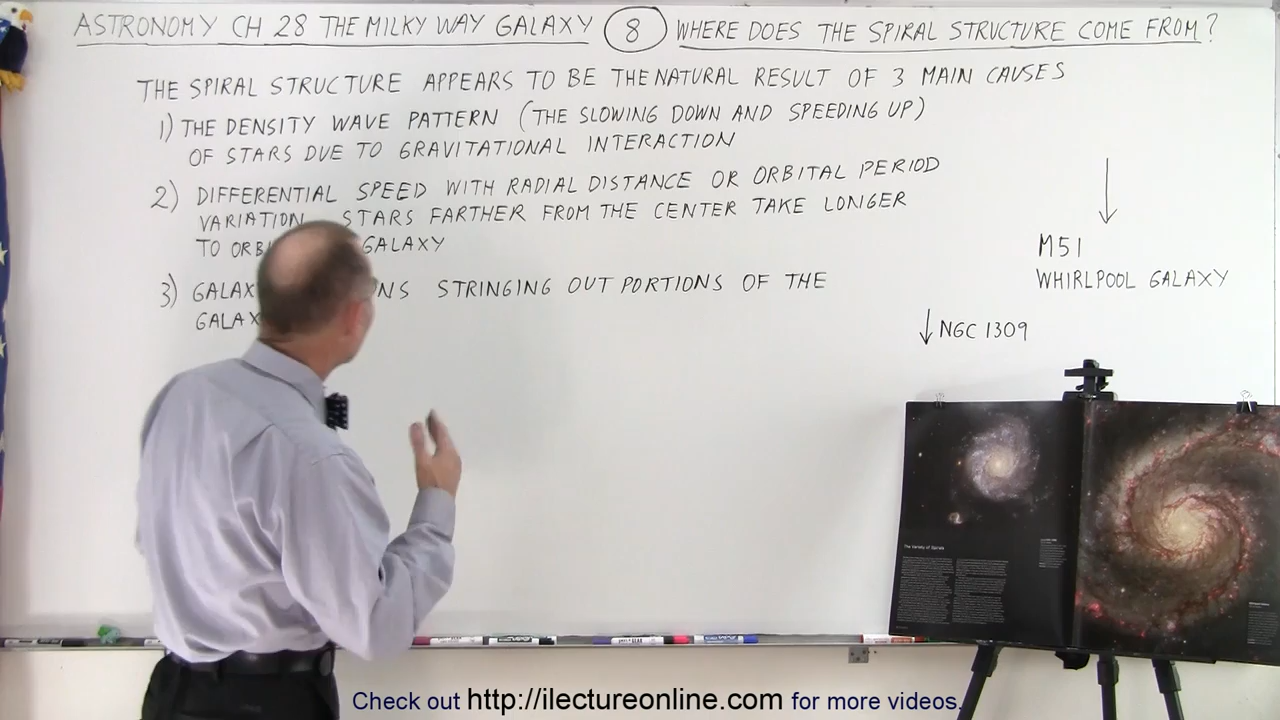 ASTRONOMY CH 28 THE MILKY WAY GALAXY 8 WHERE DOES THE SPIRAL STRUCTURE COME FROM?
THE SPIRAL STRUCTURE APPEARS TO BE THE NATURAL RESULT OF 3 MAIN CAUSES
1) THE DENSITY WAVE PATTERN (THE SLOWING DOWN AND SPEEDING UP)
OF STARS DUE TO GRAVITATIONAL INTERACTION
2) DIFFERENTIAL SPEED WITH RADIAL DISTANCE OR ORBITAL PERIOD
VARIATION STARS FARTHER FROM THE CENTER TAKE LONGER
TO ORB GALAXY
3) GALAX NS STRINGING OUT PORTIONS OF THE
GALAX
M51
WHIRLPOOL GALAXY
NGC 1309
The Variety of Spirals
Check out http://ilectureonline.com for more videos.